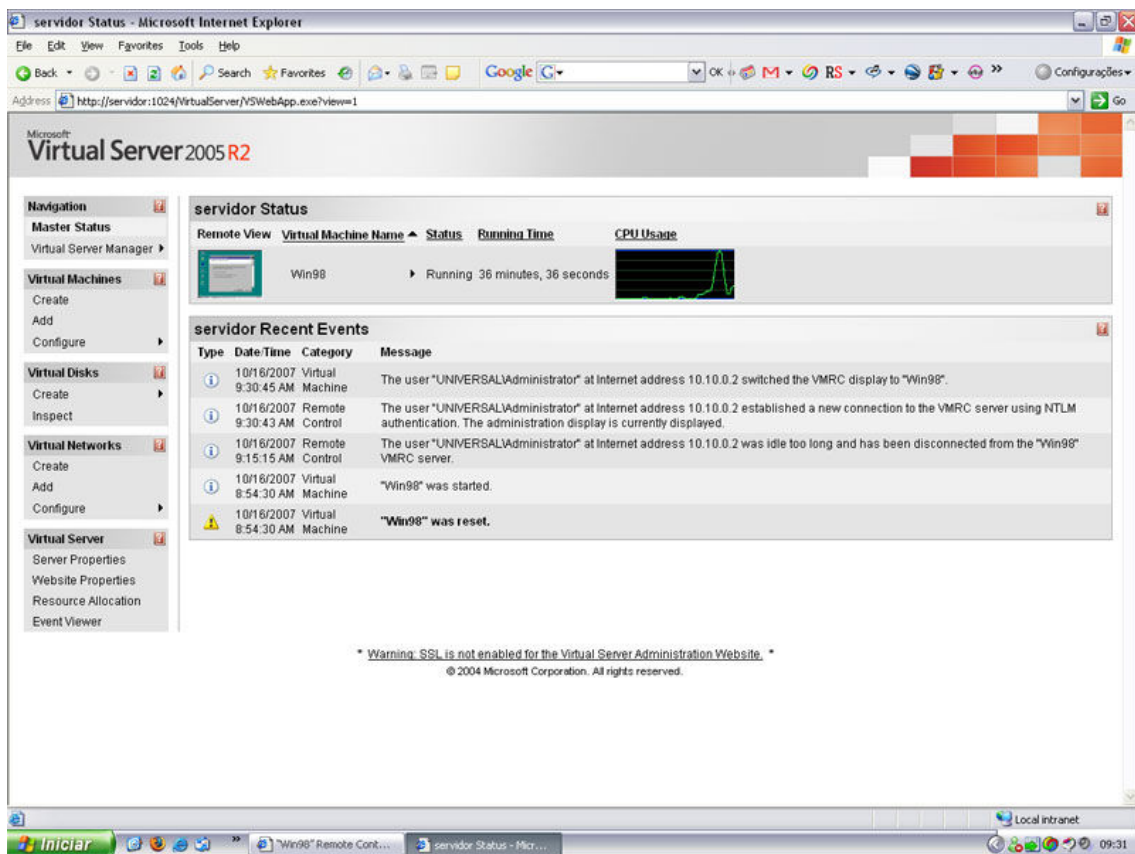 servidor Status - Microsoft Internet Explorer
File Edit View Favorites Tools Help
Back Search Favorites Google G OK M RS Configurações
Address http://servidor:1024/VirtualServer/VSWebApp.exe?view=1 Go
Microsoft
Virtual Server 2005 R2
Navigation
Master Status
Virtual Server Manager
Virtual Machines
Create
Add
Configure
Virtual Disks
Create
Inspect
Virtual Networks
Create
Add
Configure
Virtual Server
Server Properties
Website Properties
Resource Allocation
Event Viewer
servidor Status
Remote View Virtual Machine Name Status Running Time CPU Usage
Win98 Running 36 minutes, 36 seconds
servidor Recent Events
Type Date/Time Category Message
10/16/2007 Virtual
9:30:45 AM Machine
The user "UNIVERSAL\Administrator" at Internet address 10.10.0.2 switched the VMRC display to "Win98".
10/16/2007 Remote
9:30:43 AM Control
The user "UNIVERSAL\Administrator" at Internet address 10.10.0.2 established a new connection to the VMRC server using NTLM
authentication. The administration display is currently displayed.
10/16/2007 Remote
9:15:15 AM Control
The user "UNIVERSAL\Administrator" at Internet address 10.10.0.2 was idle too long and has been disconnected from the "Win98"
VMRC server.
10/16/2007 Virtual
8:54:30 AM Machine
"Win98" was started.
10/16/2007 Virtual
8:54:30 AM Machine
"Win98" was reset.
* Warning: SSL is not enabled for the Virtual Server Administration Website. *
© 2004 Microsoft Corporation. All rights reserved.
Local intranet
Iniciar "Win98" Remote Cont... servidor Status - Micr... 09:31